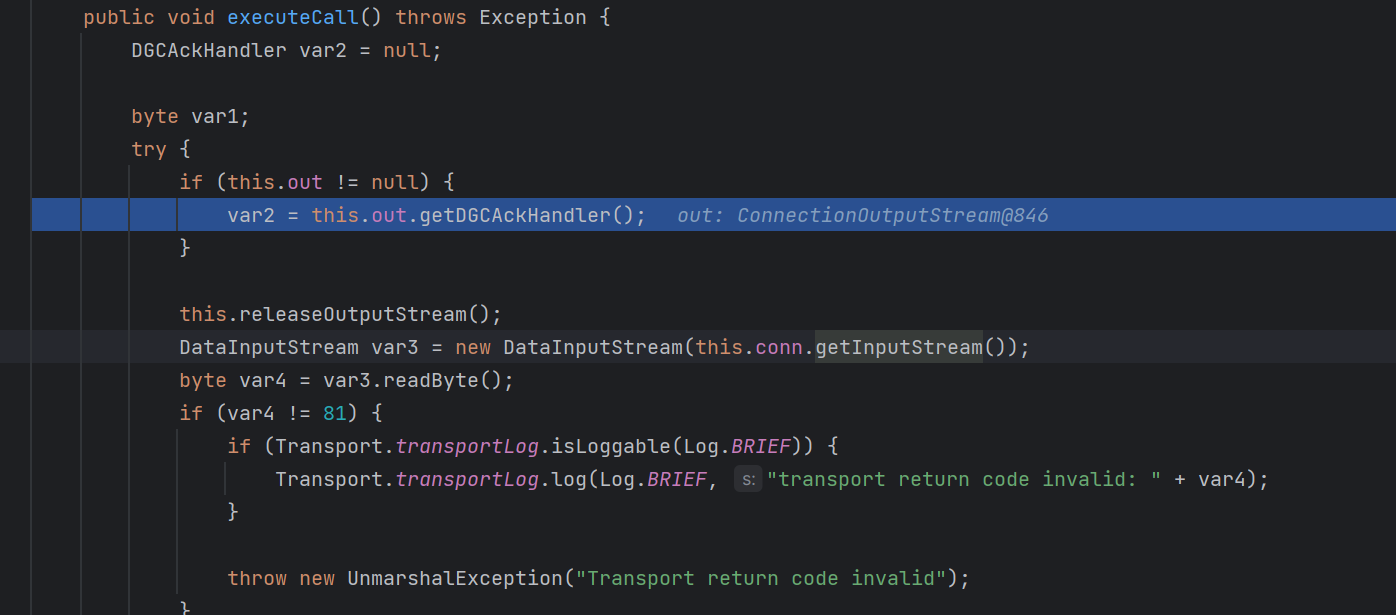 public void executeCall() throws Exception {
DGCAckHandler var2 = null;
byte var1;
try {
if (this.out != null) {
var2 = this.out.getDGCAckHandler(); out: ConnectionOutputStream@846
}
this.releaseOutputStream();
DataInputStream var3 = new DataInputStream(this.conn.getInputStream());
byte var4 = var3.readByte();
if (var4 != 81) {
if (Transport.transportLog.isLoggable(Log.BRIEF)) {
Transport.transportLog.log(Log.BRIEF, s: "transport return code invalid: " + var4);
}
throw new UnmarshalException("Transport return code invalid");
}